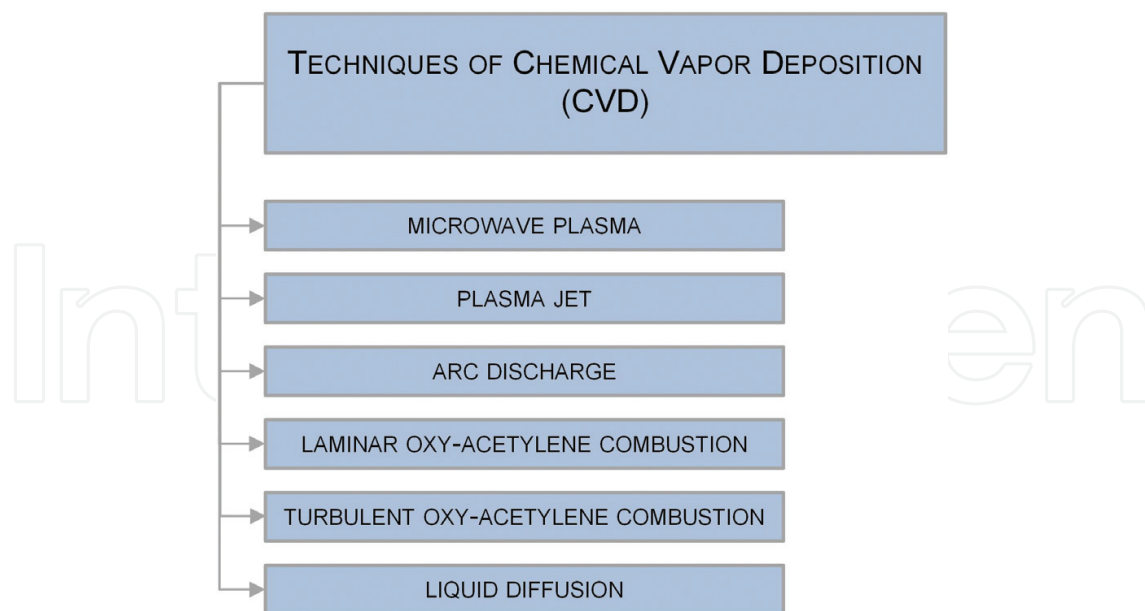 TECHNIQUES OF CHEMICAL VAPOR DEPOSITION
(CVD)
MICROWAVE PLASMA
PLASMA JET
ARC DISCHARGE
LAMINAR OXY-ACETYLENE COMBUSTION
TURBULENT OXY-ACETYLENE COMBUSTION
LIQUID DIFFUSION